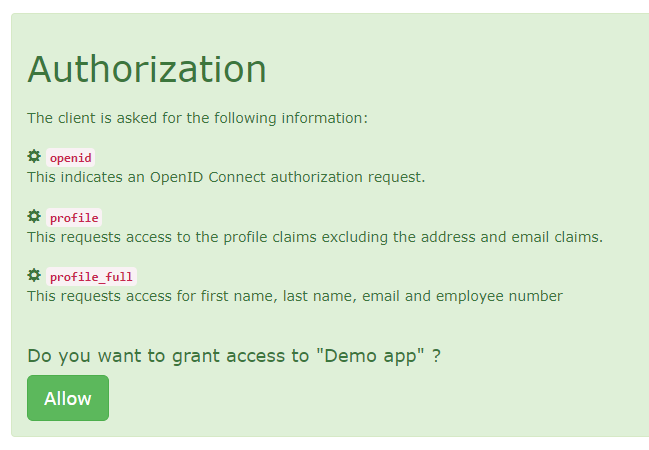 Authorization
The client is asked for the following information:
openid
This indicates an OpenID Connect authorization request.
profile
This requests access to the profile claims excluding the address and email claims.
profile_full
This requests access for first name, last name, email and employee number
Do you want to grant access to "Demo app" ?
Allow